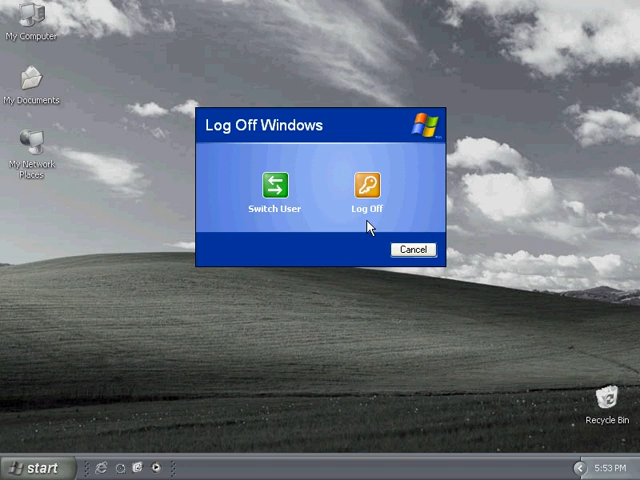 My Computer
My Documents
My Network
Places
Log Off Windows
Switch User
Log Off
Cancel
Recycle Bin
start
5:53 PM